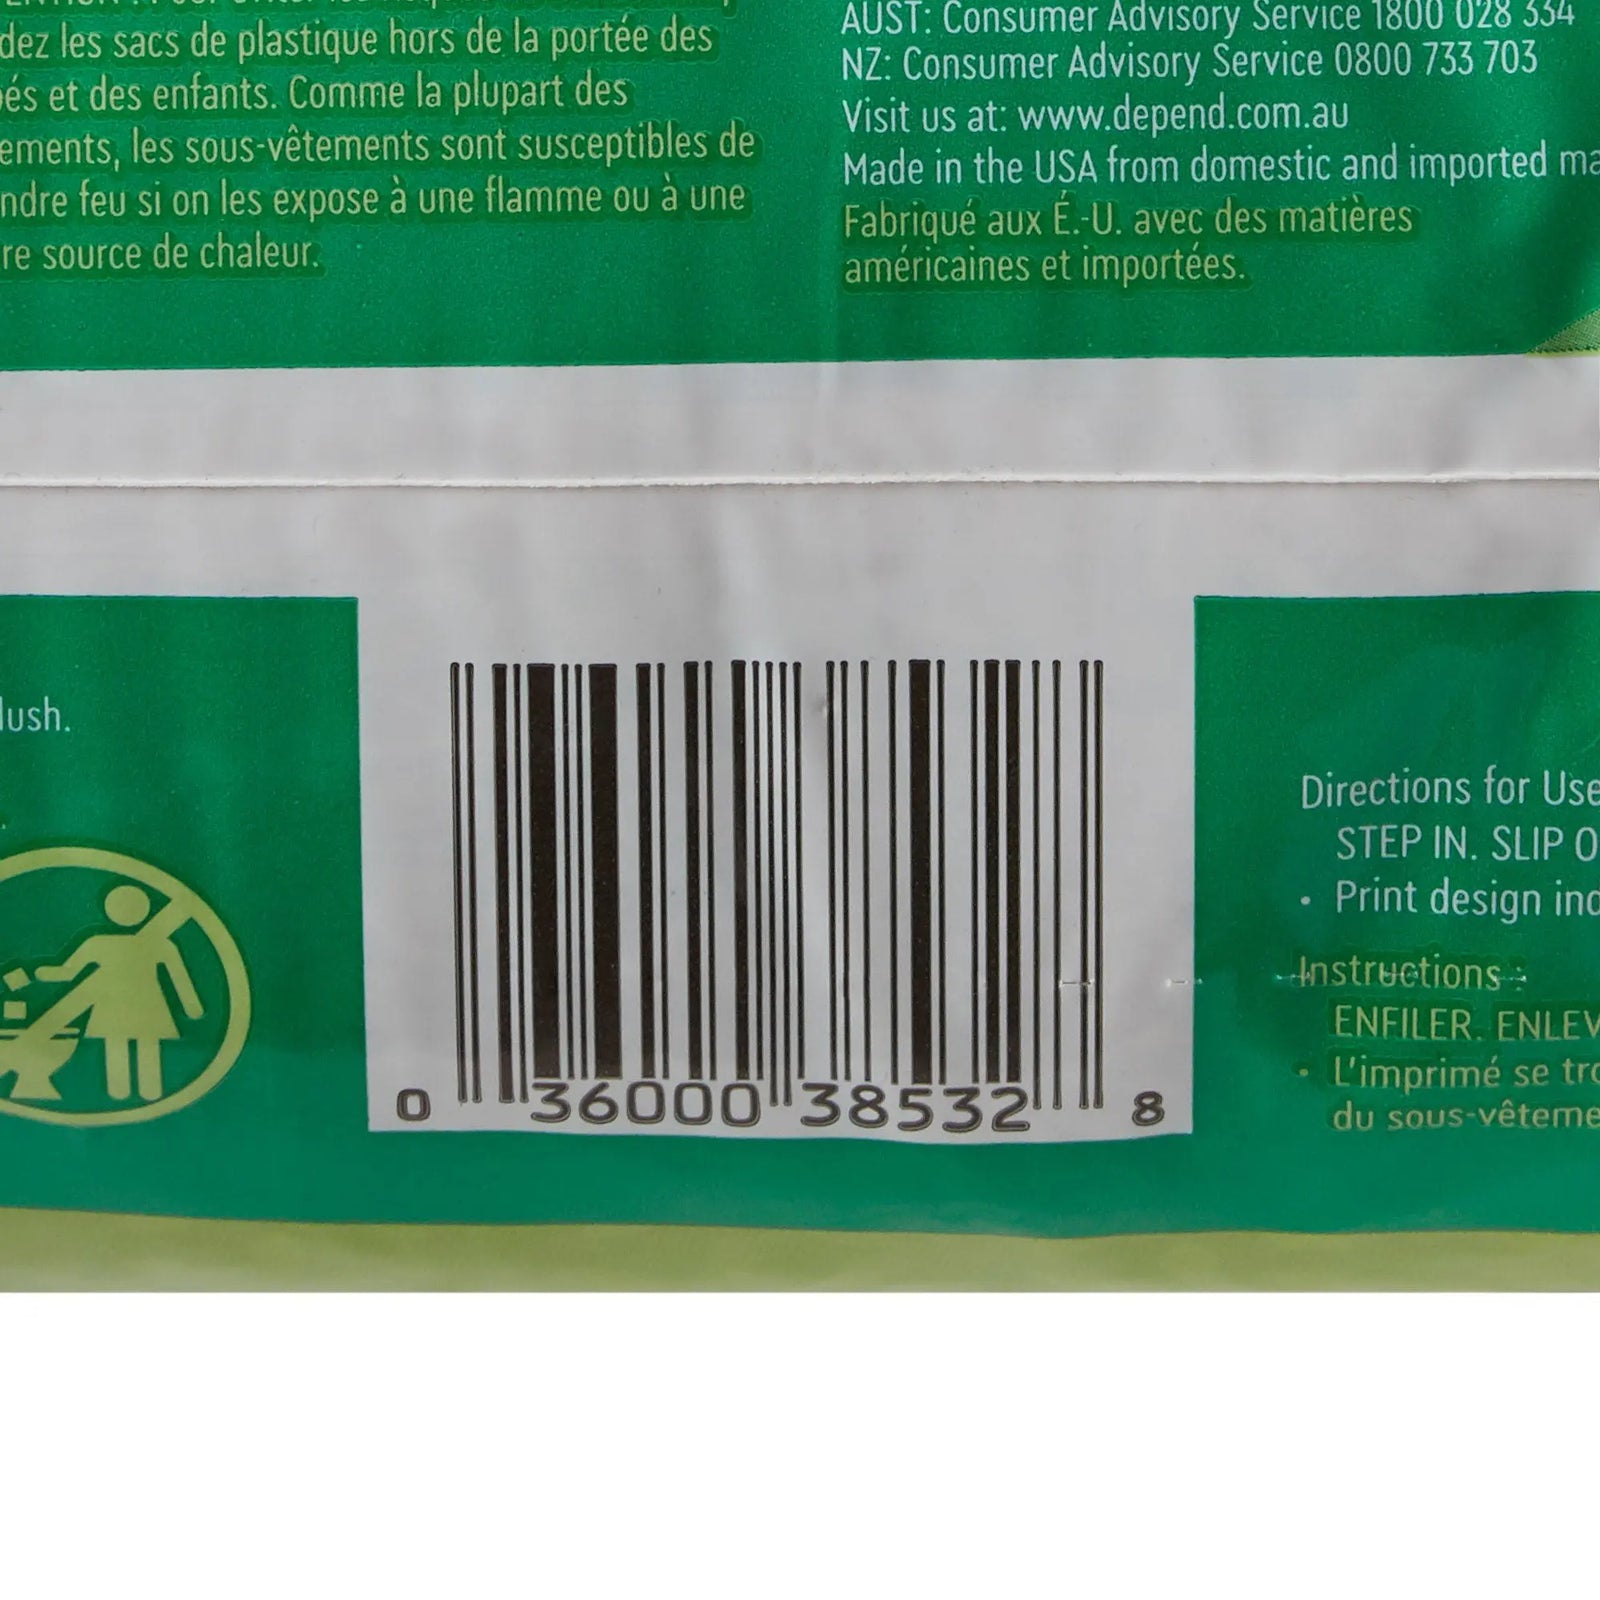 dez les sacs de plastique hors de la portée des
et des enfants. Comme la plupart des
les sous-vêtements sont susceptibles de
feu si on les expose à une flamme ou à une
source de chaleur.
AUST: Consumer Advisory Service 1800 028 334
NZ: Consumer Advisory Service 0800 733 703
Visit us at: www.depend.com.au
Made in the USA from domestic and imported ma
Fabriqué aux É.-U. avec des matières
américaines et importées.
lush.
0 36000 38532 8
Directions for Use
STEP IN. SLIP O
• Print design inc
Instructions :
ENFILER. ENLEV
• L'imprimé se tro
du sous-vêteme